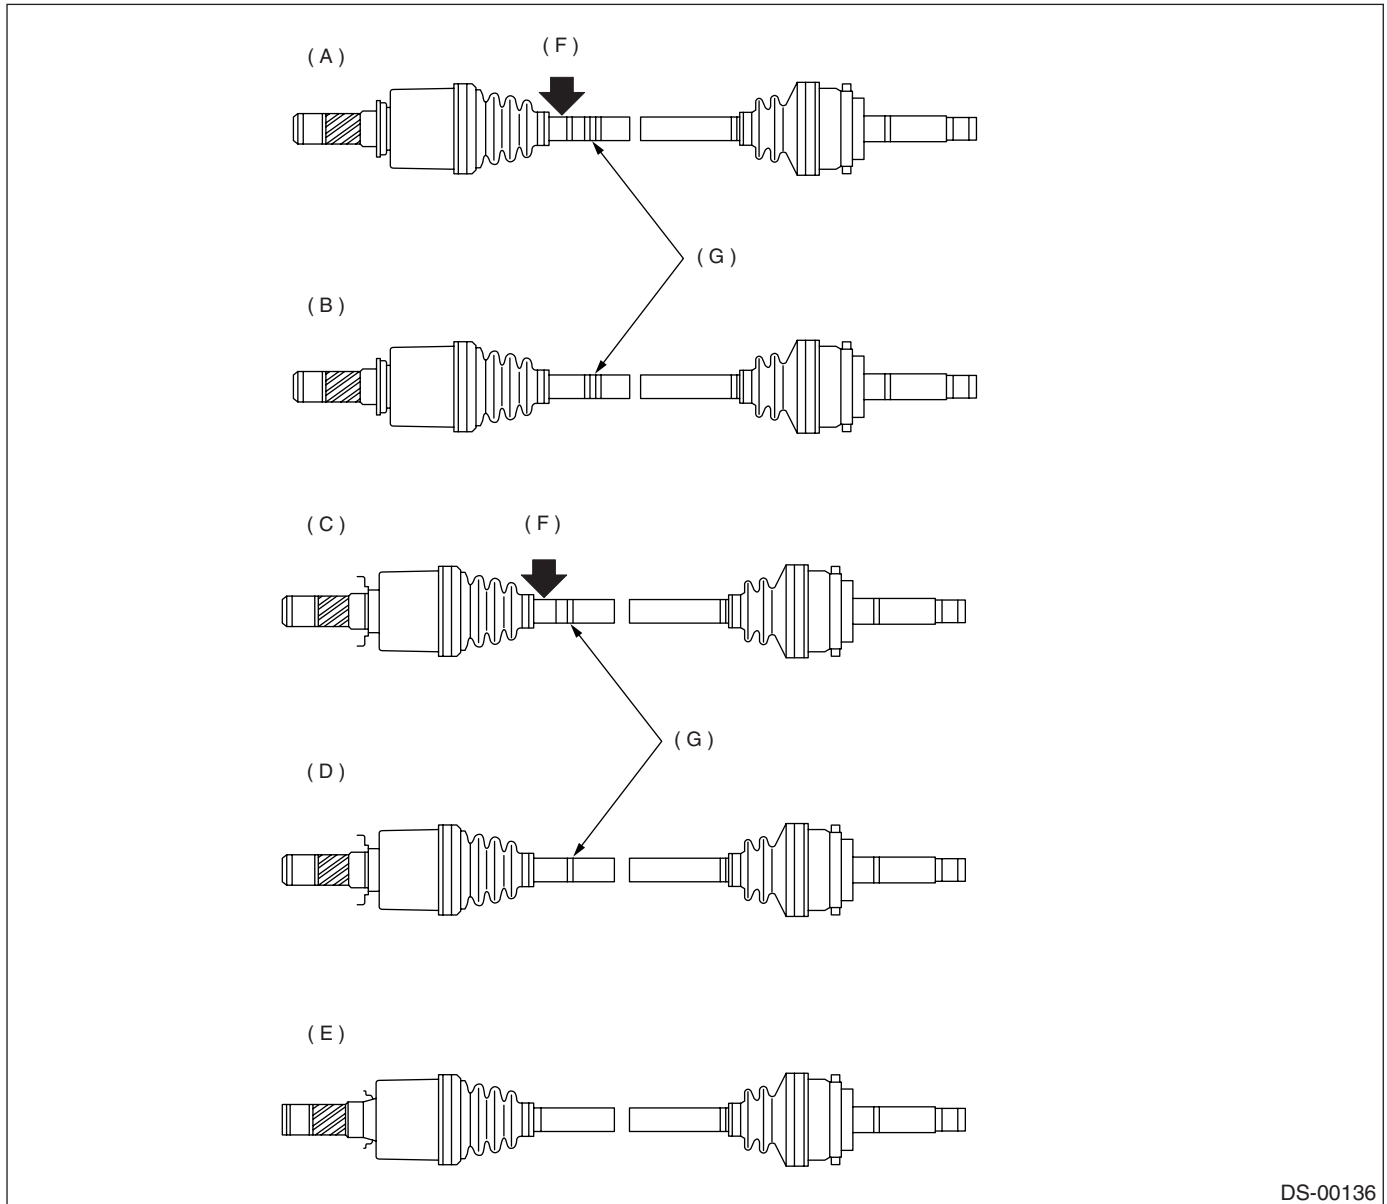 ( A )
( F )
( G )
( B )
( C )
( F )
( G )
( D )
( E )
DS-00136